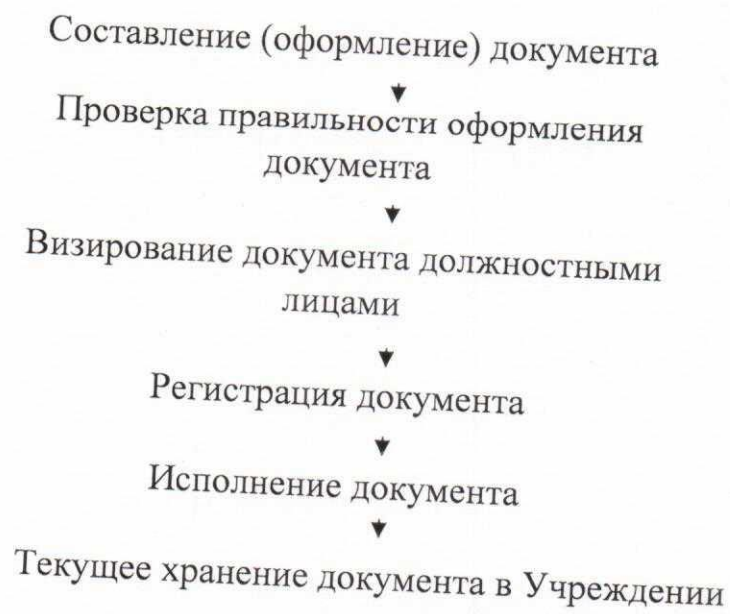 Составление (оформление) документа
Проверка правильности оформления
документа
Визирование документа должностными
лицами
Регистрация документа
Исполнение документа
Текущее хранение документа в Учреждении